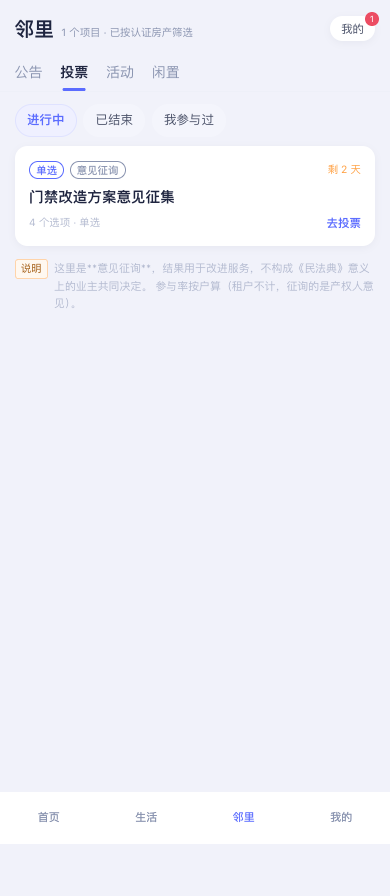 邻里 1 个项目 · 已按认证房产筛选 我的 1
公告 投票 活动 闲置
进行中 已结束 我参与过
单选 意见征询 剩 2 天
门禁改造方案意见征集
4 个选项 · 单选 去投票
说明 这里是**意见征询**，结果用于改进服务，不构成《民法典》意义
上的业主共同决定。 参与率按户算（租户不计，征询的是产权人意
见）。
首页 生活 邻里 我的